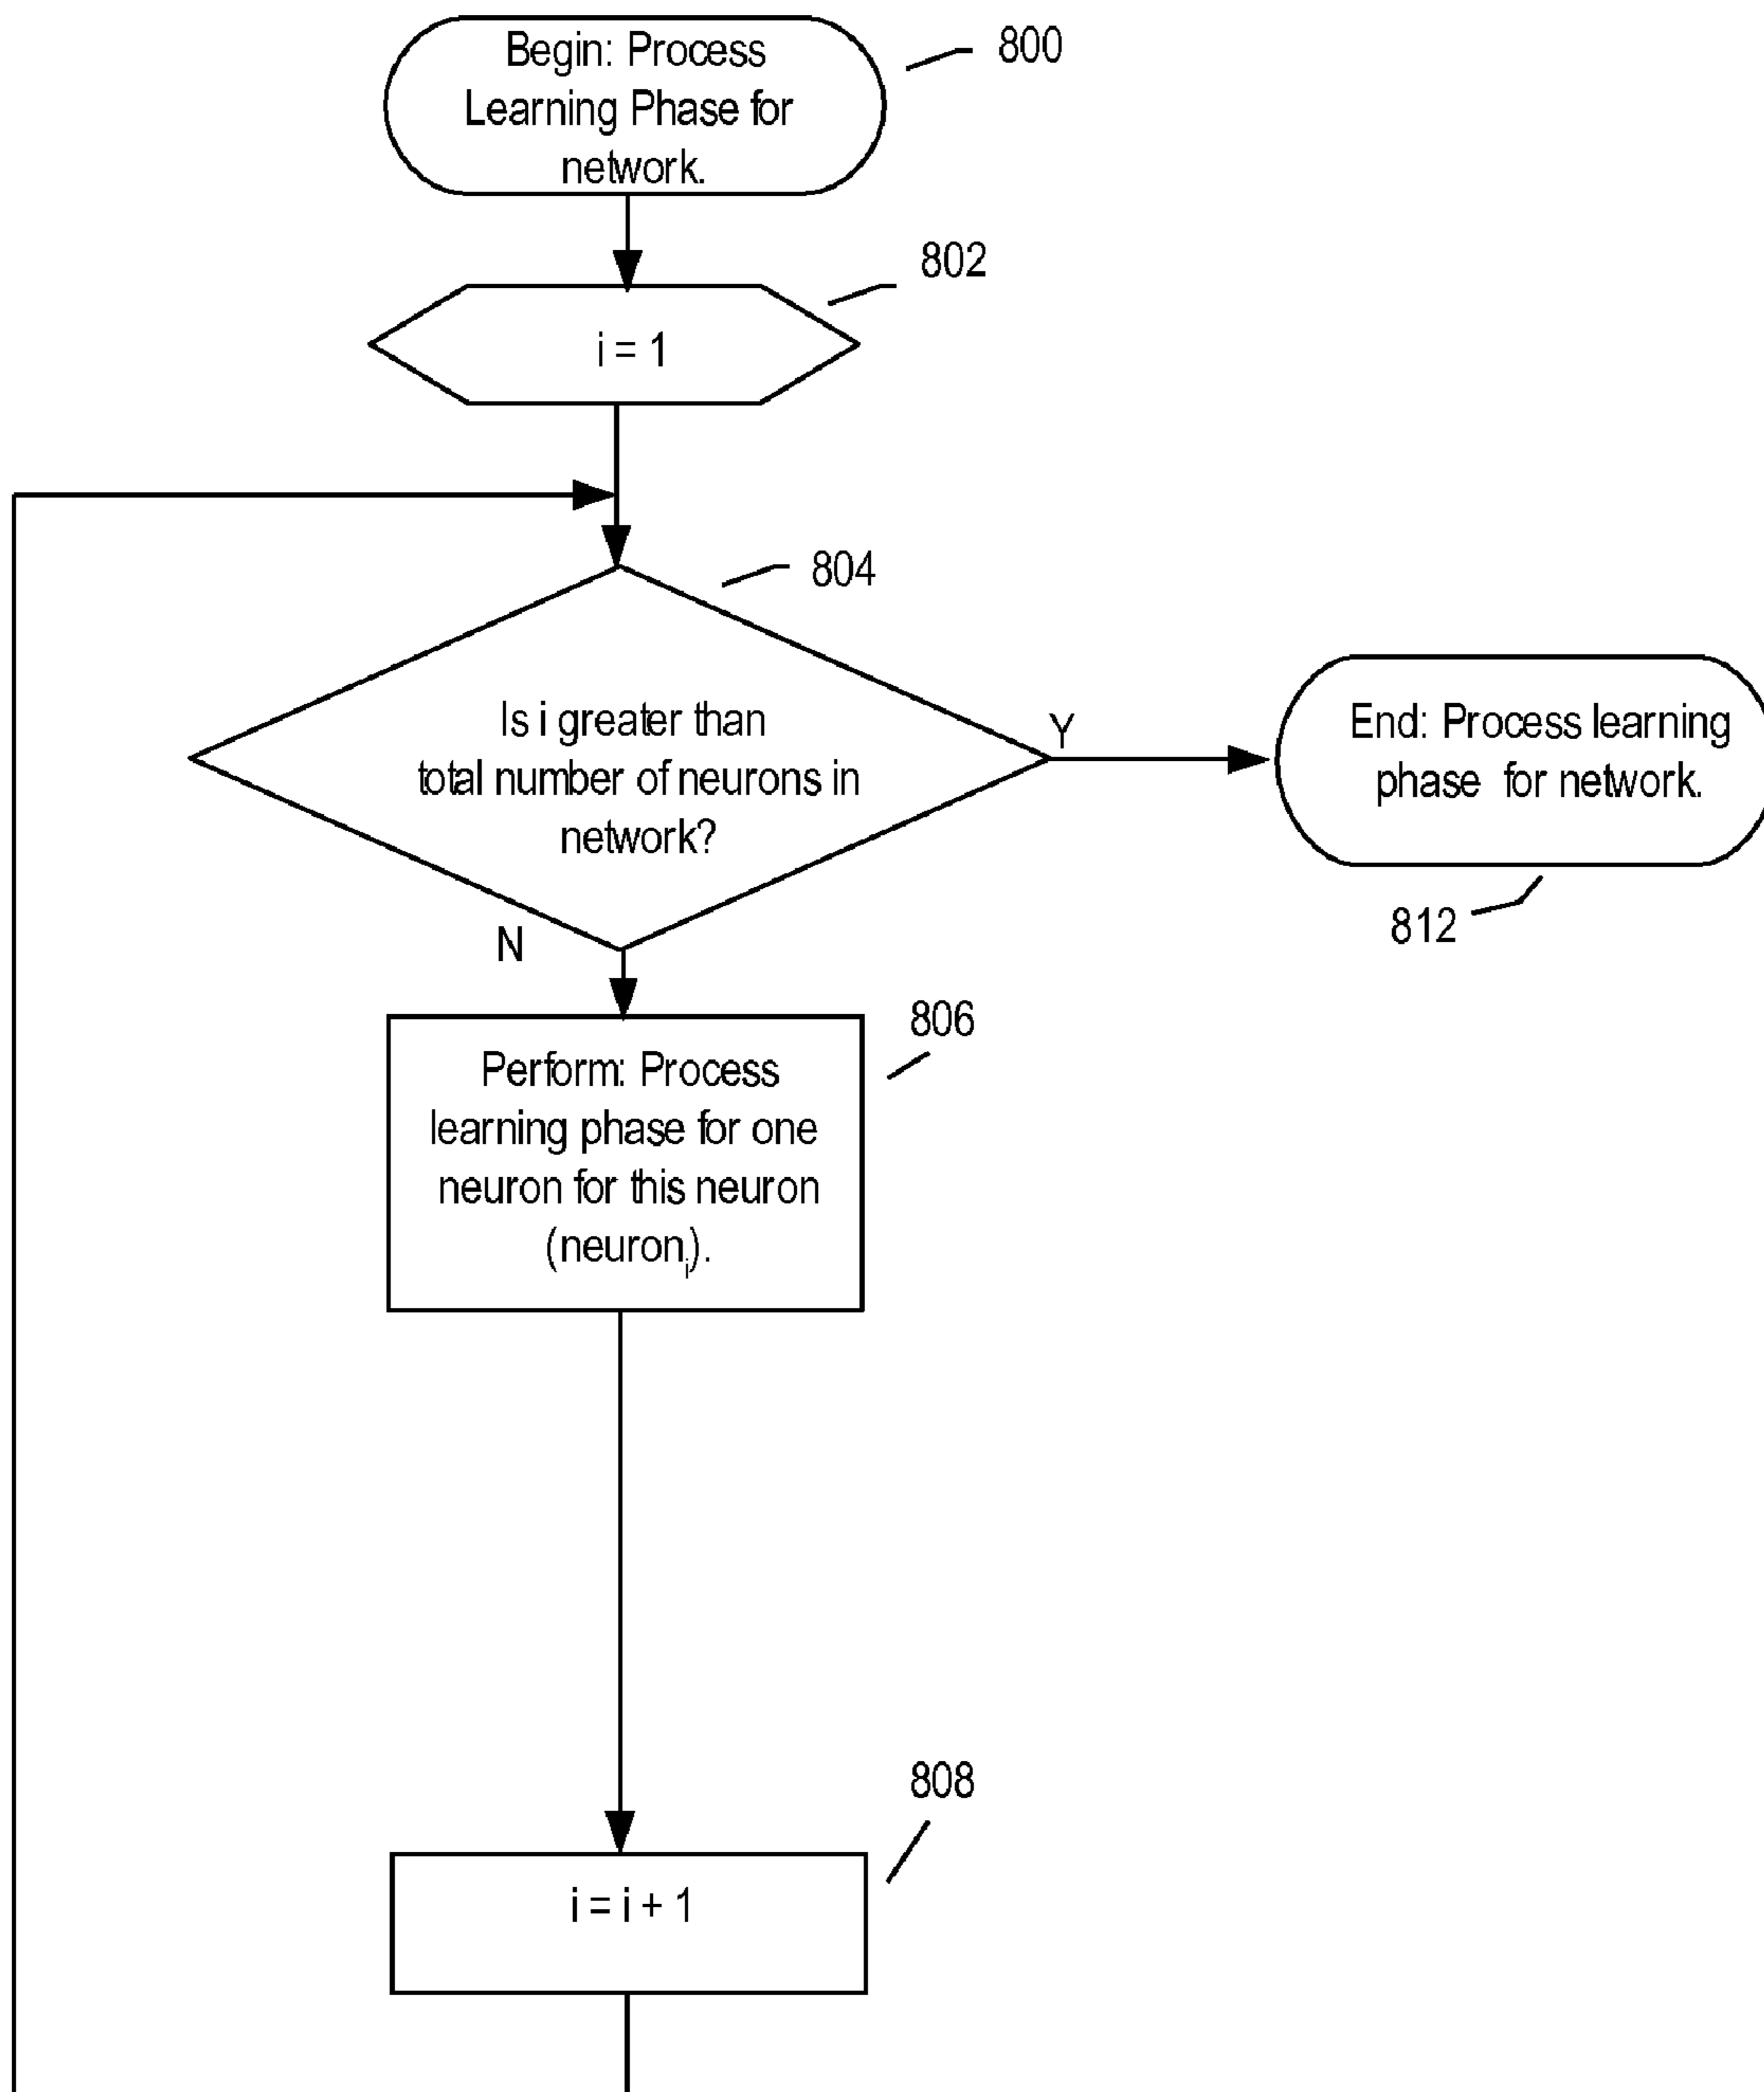 Begin: Process
Learning Phase for
network.
800
802
i = 1
804
Is i greater than
total number of neurons in
network?
Y
End: Process learning
phase for network.
812
N
806
Perform: Process
learning phase for one
neuron for this neuron
(neuronᵢ).
808
i = i + 1